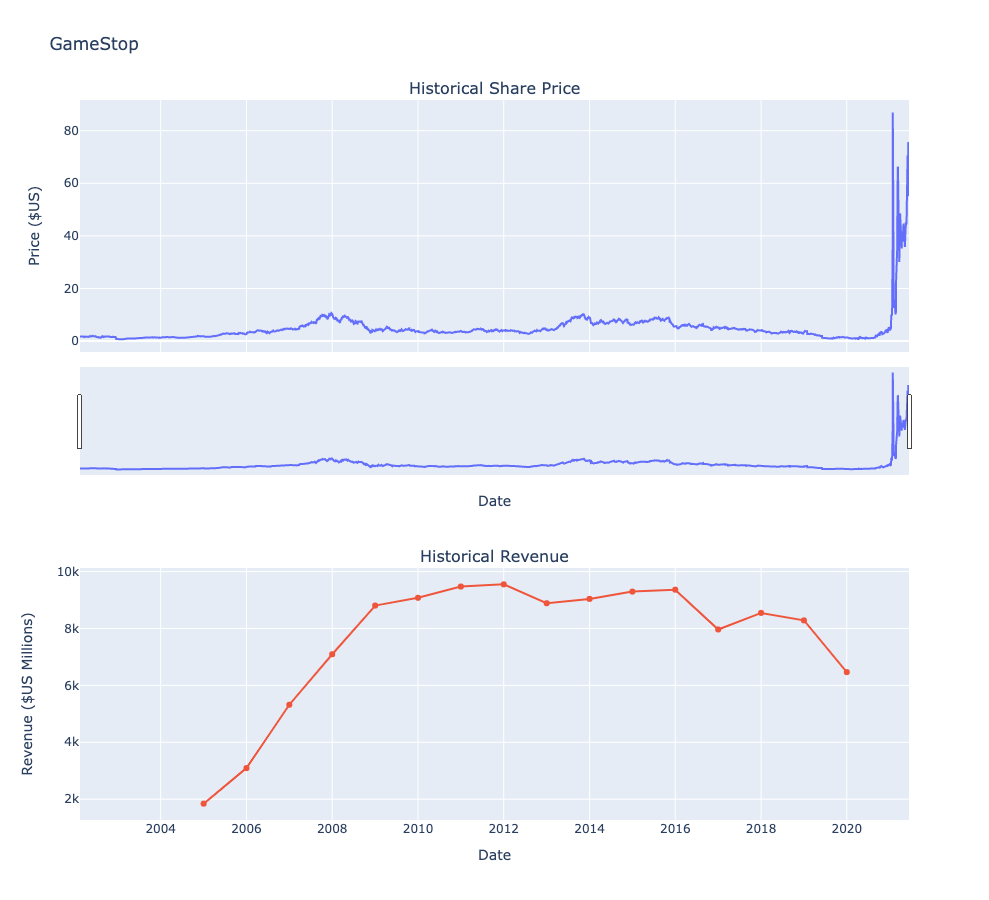 GameStop
Historical Share Price
Price ($US)
80
60
40
20
0
Date
Historical Revenue
Revenue ($US Millions)
10k
8k
6k
4k
2k
2004 2006 2008 2010 2012 2014 2016 2018 2020
Date